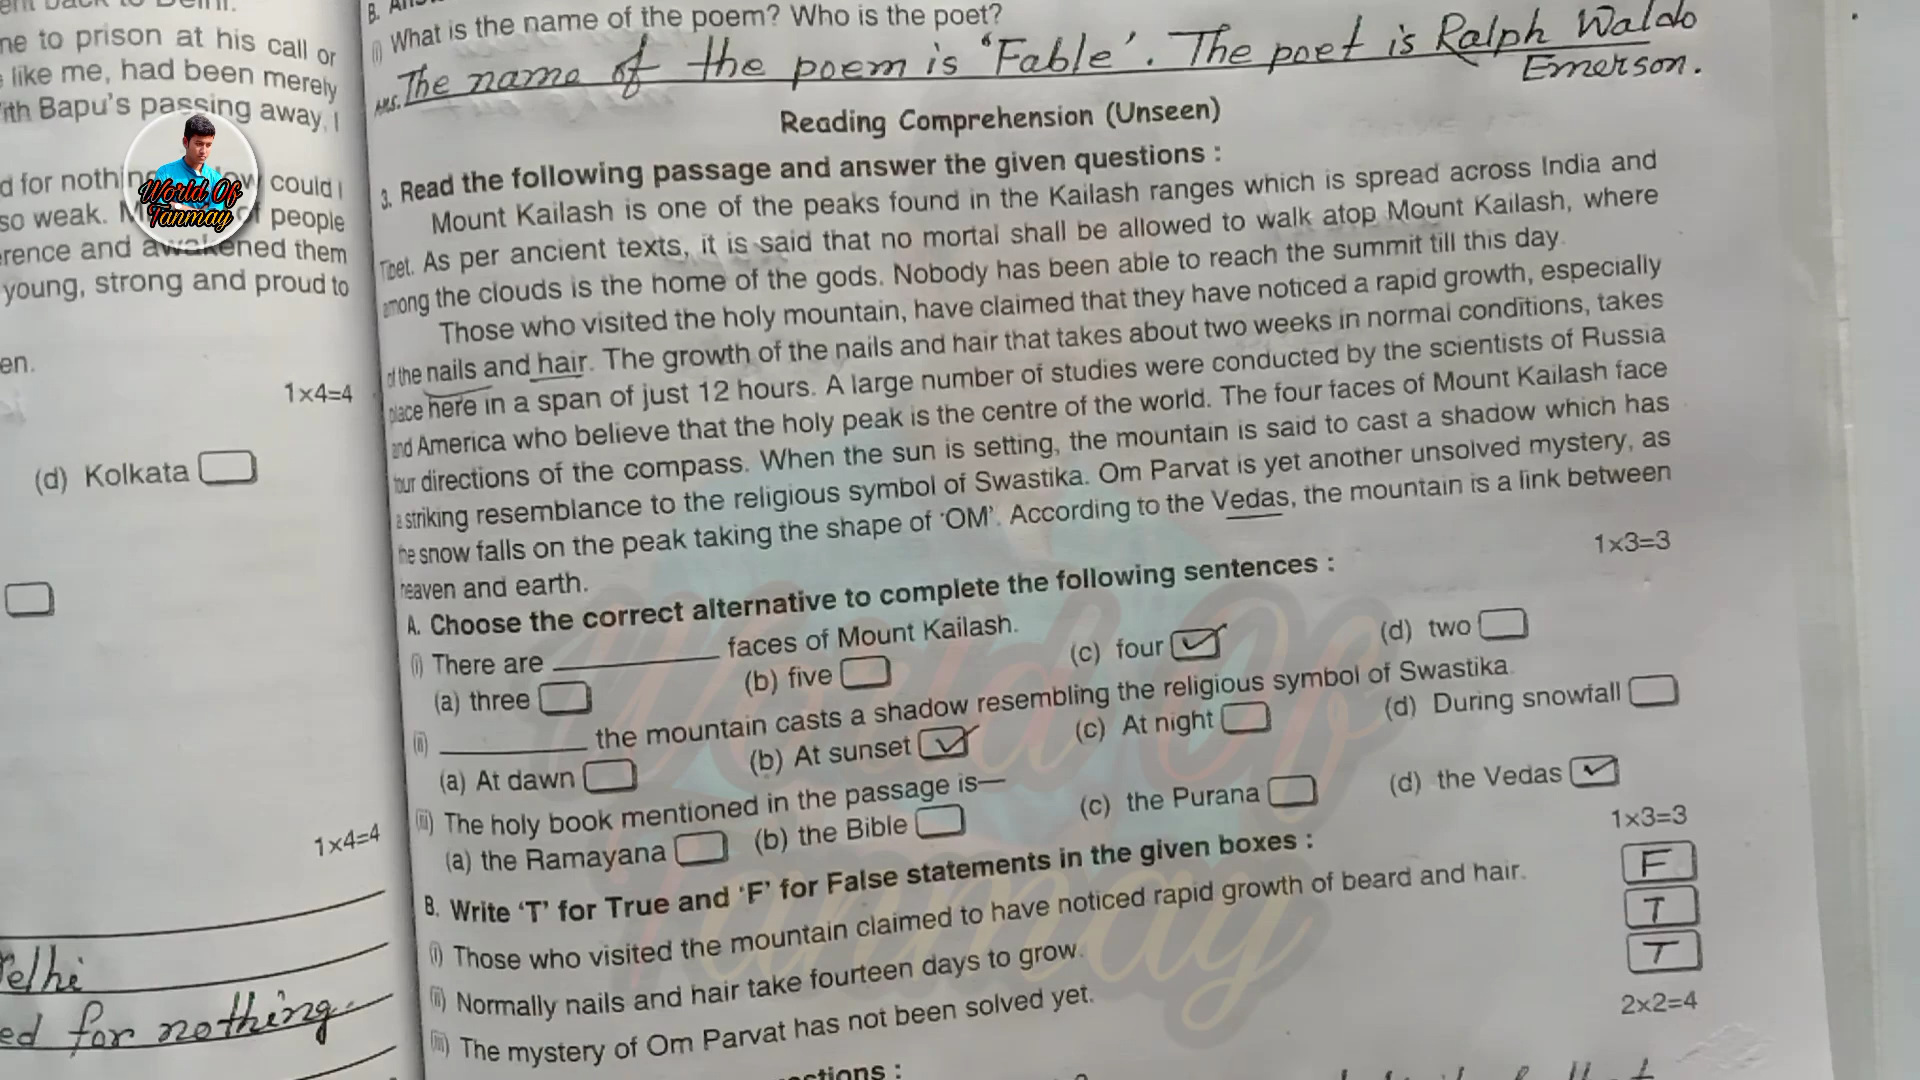 ne to prison at his call or
like me, had been merely
ith Bapu's passing away, I
d for nothing
could I
so weak.
of people
rence and awakened them
young, strong and proud to
en.
1×4=4
(d) Kolkata
1×4=4
elhi
ed for nothing.
World Of
Tanmay
B.
(i) What is the name of the poem? Who is the poet?
Ans. The name of the poem is 'Fable'. The poet is Ralph Waldo
Emerson.
Reading Comprehension (Unseen)
3. Read the following passage and answer the given questions :
Mount Kailash is one of the peaks found in the Kailash ranges which is spread across India and
Tibet. As per ancient texts, it is said that no mortal shall be allowed to walk atop Mount Kailash, where
among the clouds is the home of the gods. Nobody has been able to reach the summit till this day.
Those who visited the holy mountain, have claimed that they have noticed a rapid growth, especially
of the nails and hair. The growth of the nails and hair that takes about two weeks in normal conditions, takes
place here in a span of just 12 hours. A large number of studies were conducted by the scientists of Russia
and America who believe that the holy peak is the centre of the world. The four faces of Mount Kailash face
four directions of the compass. When the sun is setting, the mountain is said to cast a shadow which has
a striking resemblance to the religious symbol of Swastika. Om Parvat is yet another unsolved mystery, as
the snow falls on the peak taking the shape of 'OM'. According to the Vedas, the mountain is a link between
heaven and earth.
A. Choose the correct alternative to complete the following sentences :
1×3=3
(i) There are __________ faces of Mount Kailash.
(a) three (b) five (c) four (d) two
(ii) __________ the mountain casts a shadow resembling the religious symbol of Swastika.
(a) At dawn (b) At sunset (c) At night (d) During snowfall
(iii) The holy book mentioned in the passage is—
(a) the Ramayana (b) the Bible (c) the Purana (d) the Vedas
B. Write 'T' for True and 'F' for False statements in the given boxes :
1×3=3
(i) Those who visited the mountain claimed to have noticed rapid growth of beard and hair. F
(ii) Normally nails and hair take fourteen days to grow. T
(iii) The mystery of Om Parvat has not been solved yet. T
2×2=4
World Of
Tanmay